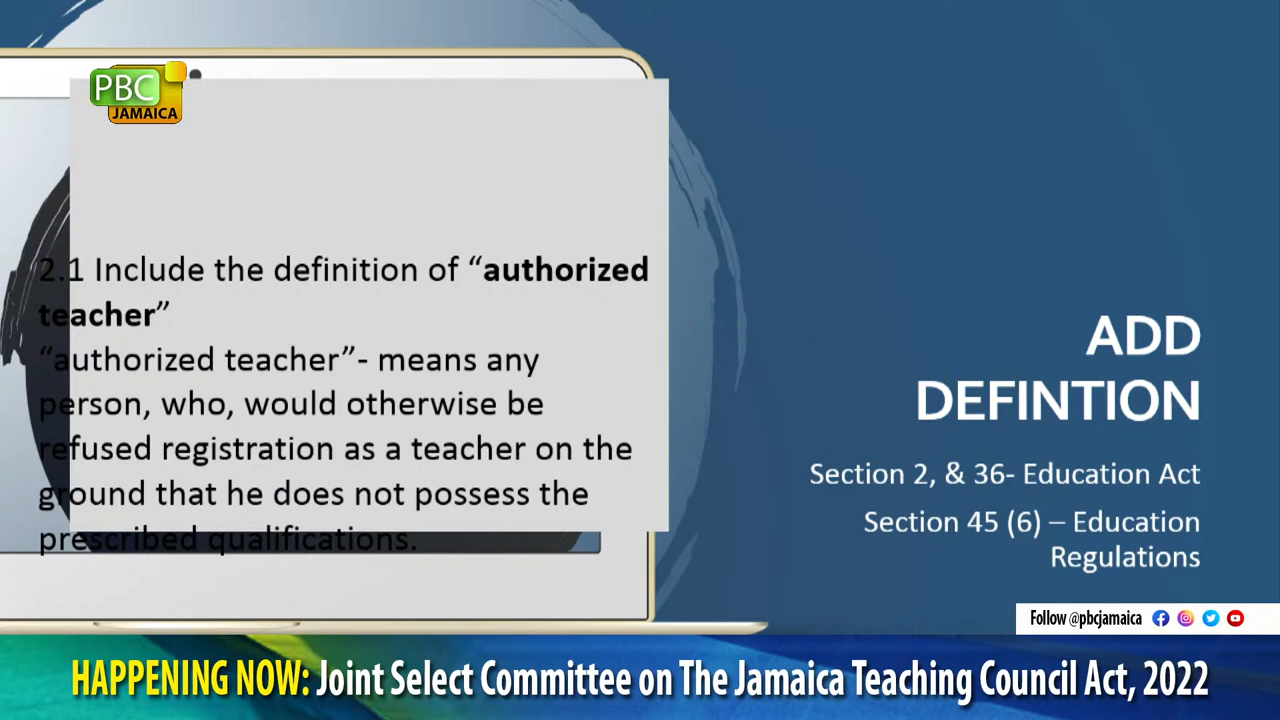 PBC
JAMAICA
2.1 Include the definition of “authorized
teacher”
“authorized teacher”- means any
person, who, would otherwise be
refused registration as a teacher on the
ground that he does not possess the
prescribed qualifications.
ADD
DEFINTION
Section 2, & 36- Education Act
Section 45 (6) – Education
Regulations
Follow @pbcjamaica
HAPPENING NOW: Joint Select Committee on The Jamaica Teaching Council Act, 2022